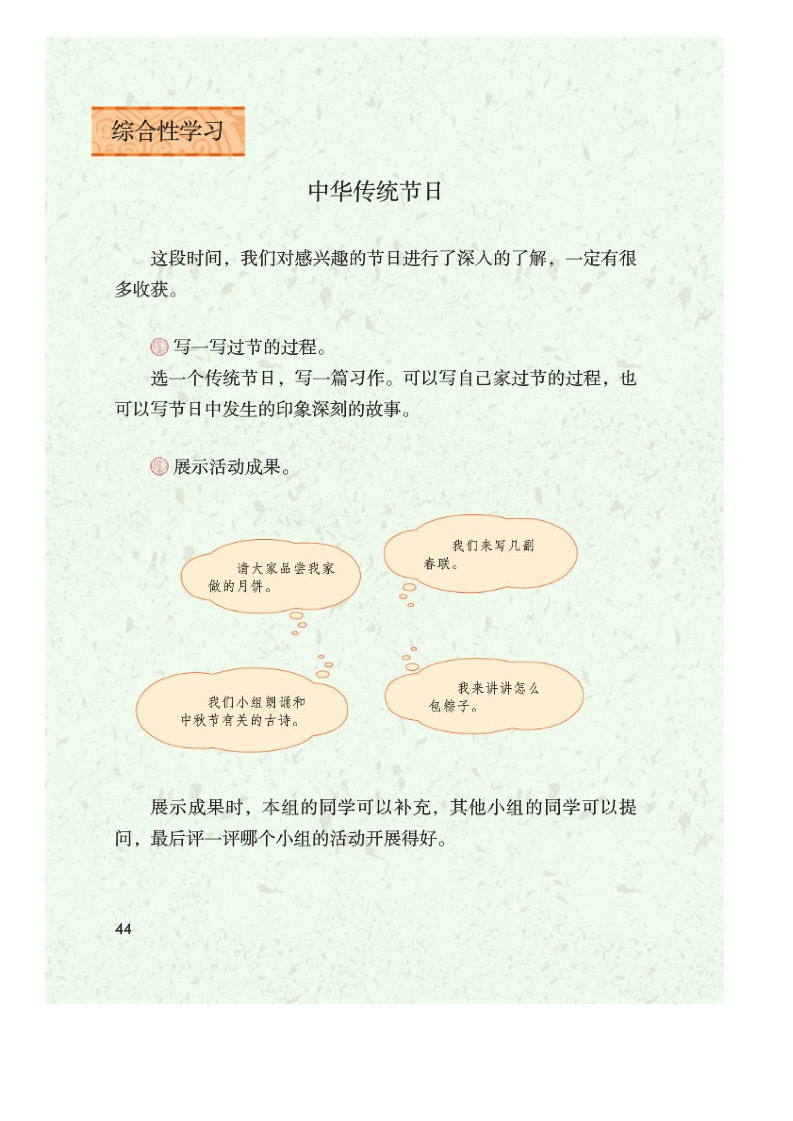 综合性学习
中华传统节日
这段时间，我们对感兴趣的节日进行了深入的了解，一定有很
多收获。
写一写过节的过程。
选一个传统节日，写一篇习作。可以写自己家过节的过程，也
可以写节日中发生的印象深刻的故事。
展示活动成果。
请大家品尝我家
做的月饼。
我们来写几副
春联。
我们小组朗诵和
中秋节有关的古诗。
我来讲讲怎么
包粽子。
展示成果时，本组的同学可以补充，其他小组的同学可以提
问，最后评一评哪个小组的活动开展得好。
44